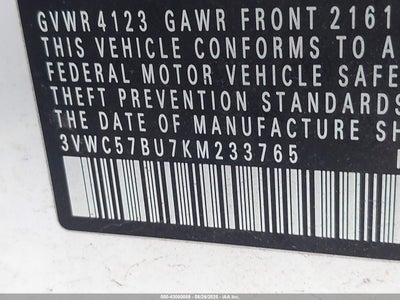 GVWR 4123 GAWR FRONT 2161
THIS VEHICLE CONFORMS TO A
FEDERAL MOTOR VEHICLE SAFE
THEFT PREVENTION STANDARDS
THE DATE OF MANUFACTURE SH
3VWC57BU7KM233765